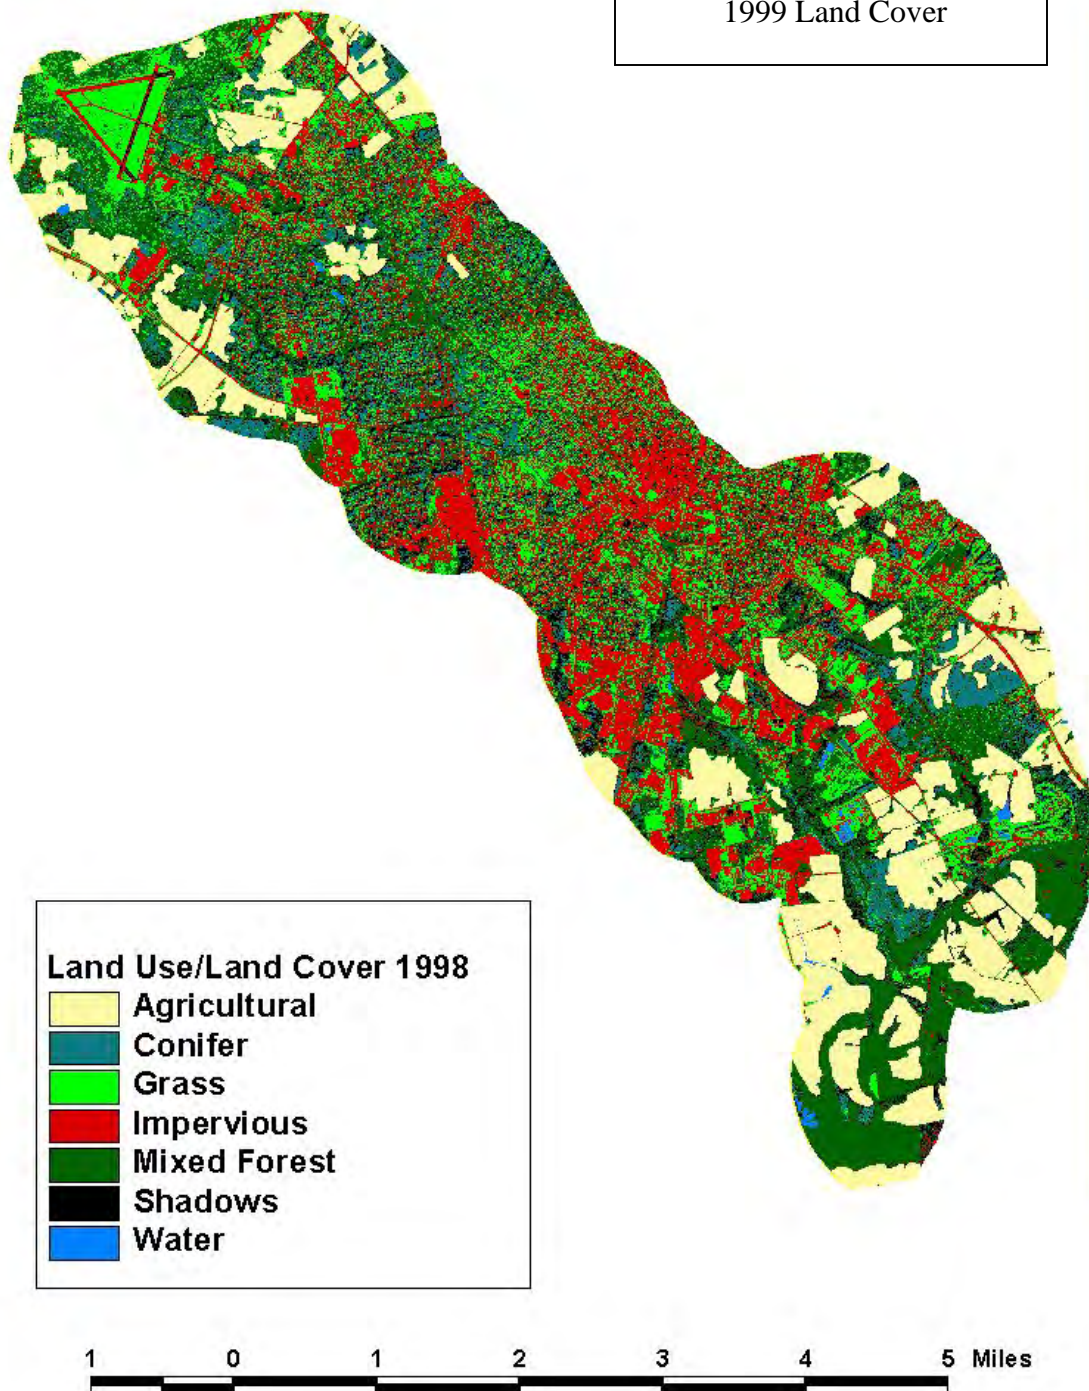 1999 Land Cover
Land Use/Land Cover 1998
Agricultural
Conifer
Grass
Impervious
Mixed Forest
Shadows
Water
1 0 1 2 3 4 5 Miles